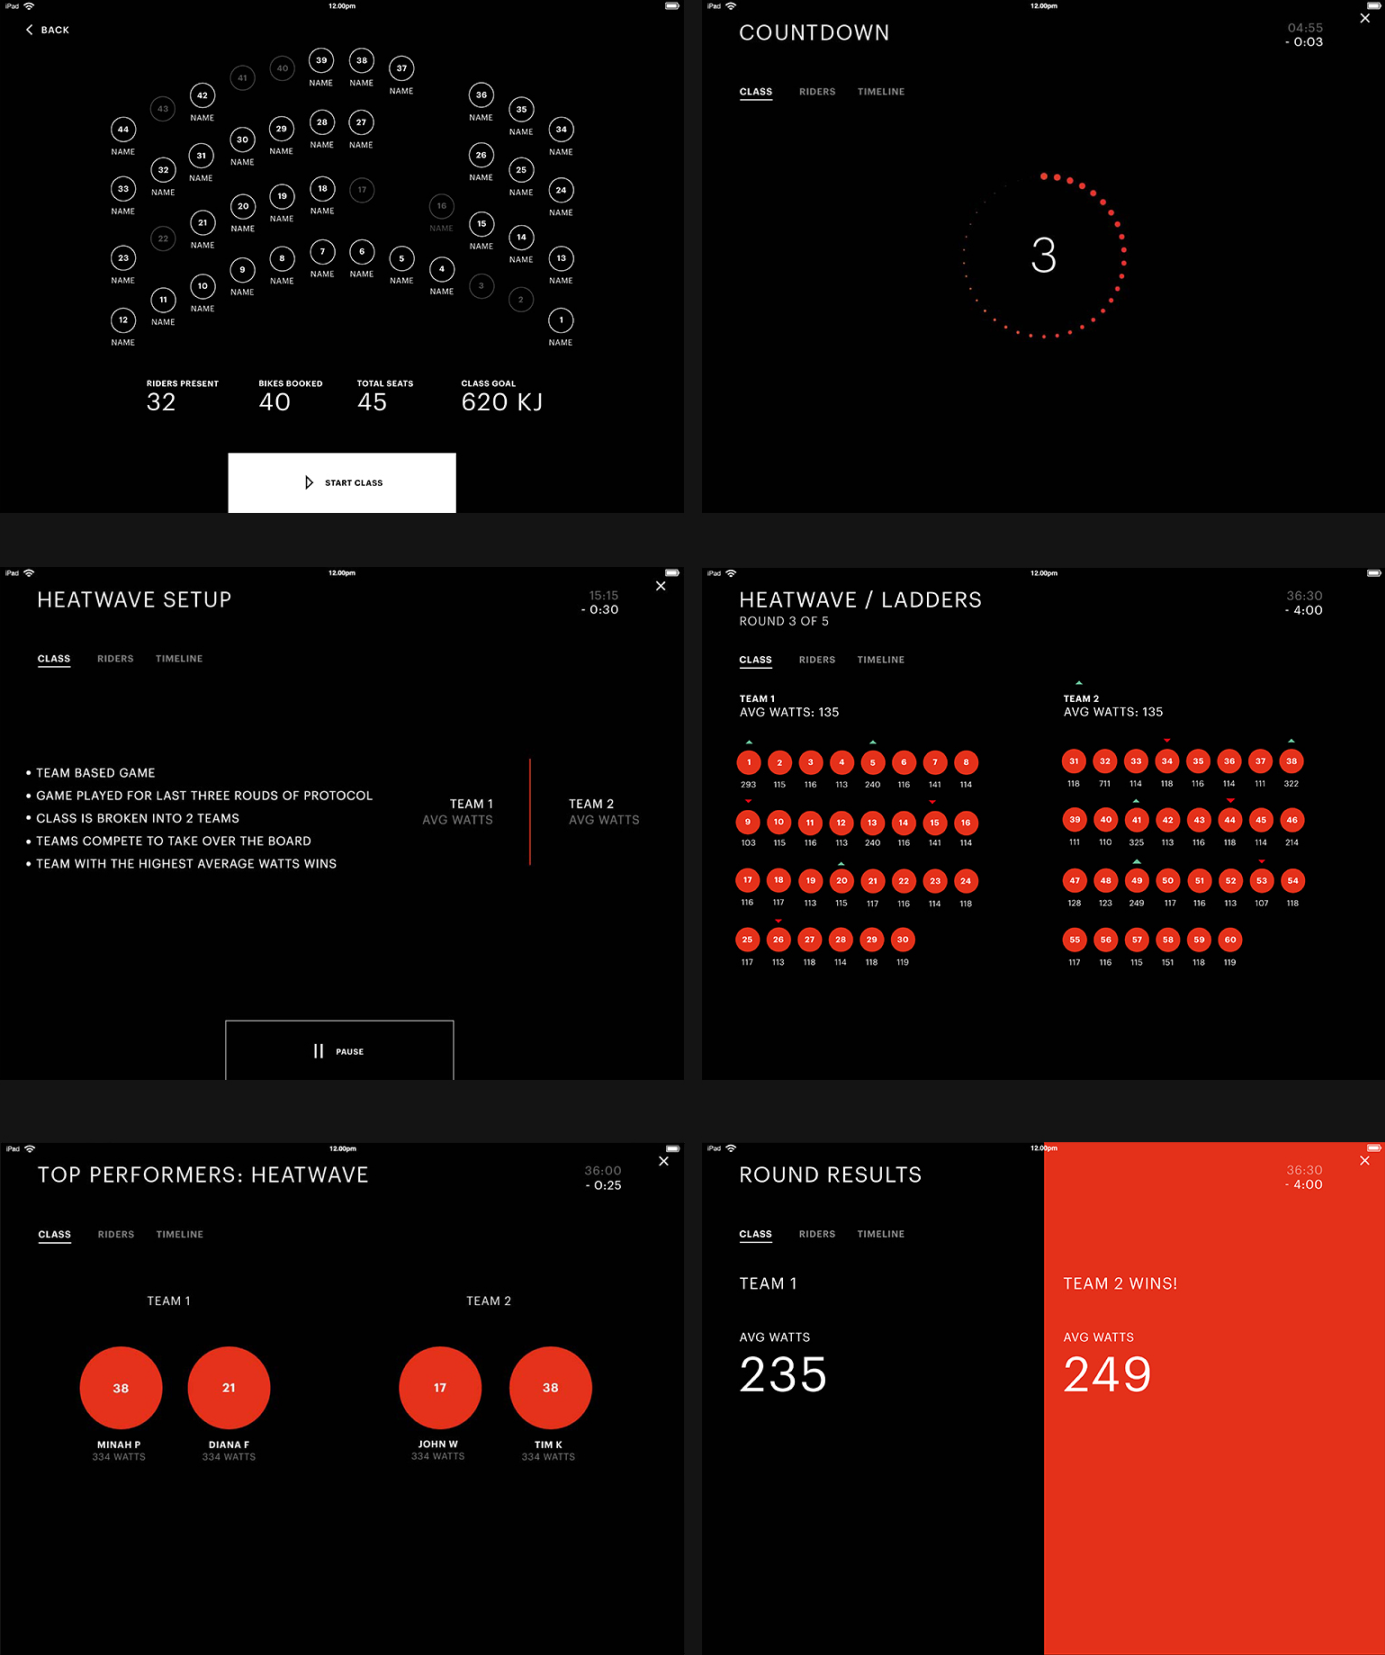 iPad 12.00pm
BACK
39 38 37
NAME NAME NAME
41 40
43 42 36 35 34
NAME NAME NAME NAME
44 30 29 28 27
NAME NAME NAME NAME NAME
33 32 31 26 25 24
NAME NAME NAME NAME NAME NAME
22 21 20 19 18 17 16 15 14 13
NAME NAME NAME NAME NAME NAME NAME NAME
23 11 10 9 8 7 6 5 4 3 2
NAME NAME NAME NAME NAME NAME NAME NAME NAME
12 1
NAME NAME
RIDERS PRESENT BIKES BOOKED TOTAL SEATS CLASS GOAL
32 40 45 620 KJ
START CLASS
iPad 12.00pm
COUNTDOWN 04:55
- 0:03
CLASS RIDERS TIMELINE
3
iPad 12.00pm
HEATWAVE SETUP 15:15
- 0:30
CLASS RIDERS TIMELINE
• TEAM BASED GAME
• GAME PLAYED FOR LAST THREE ROUDS OF PROTOCOL
• CLASS IS BROKEN INTO 2 TEAMS
• TEAMS COMPETE TO TAKE OVER THE BOARD
• TEAM WITH THE HIGHEST AVERAGE WATTS WINS
TEAM 1 TEAM 2
AVG WATTS AVG WATTS
PAUSE
iPad 12.00pm
HEATWAVE / LADDERS 36:30
ROUND 3 OF 5 - 4:00
CLASS RIDERS TIMELINE
TEAM 1
AVG WATTS: 135
1 2 3 4 5 6 7 8
293 115 116 113 240 116 141 114
9 10 11 12 13 14 15 16
103 115 116 113 240 116 141 114
17 18 19 20 21 22 23 24
116 117 113 115 117 116 114 118
25 26 27 28 29 30
117 113 118 114 118 119
TEAM 2
AVG WATTS: 135
31 32 33 34 35 36 37 38
118 711 114 118 116 114 111 322
39 40 41 42 43 44 45 46
111 110 325 113 116 118 114 214
47 48 49 50 51 52 53 54
128 123 249 117 116 113 107 118
55 56 57 58 59 60
117 116 115 151 118 119
iPad 12.00pm
TOP PERFORMERS: HEATWAVE 36:00
- 0:25
CLASS RIDERS TIMELINE
TEAM 1 TEAM 2
38 21 17 38
MINAH P DIANA F JOHN W TIM K
334 WATTS 334 WATTS 334 WATTS 334 WATTS
iPad 12.00pm
ROUND RESULTS 36:30
- 4:00
CLASS RIDERS TIMELINE
TEAM 1 TEAM 2 WINS!
AVG WATTS AVG WATTS
235 249